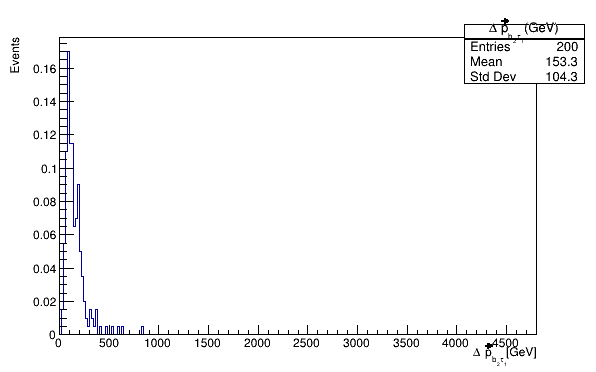 Δ p b₂τ₁ (GeV)
Entries 200
Mean 153.3
Std Dev 104.3
Events
0.16
0.14
0.12
0.1
0.08
0.06
0.04
0.02
0
0 500 1000 1500 2000 2500 3000 3500 4000 4500
Δ p b₂τ₁ [GeV]